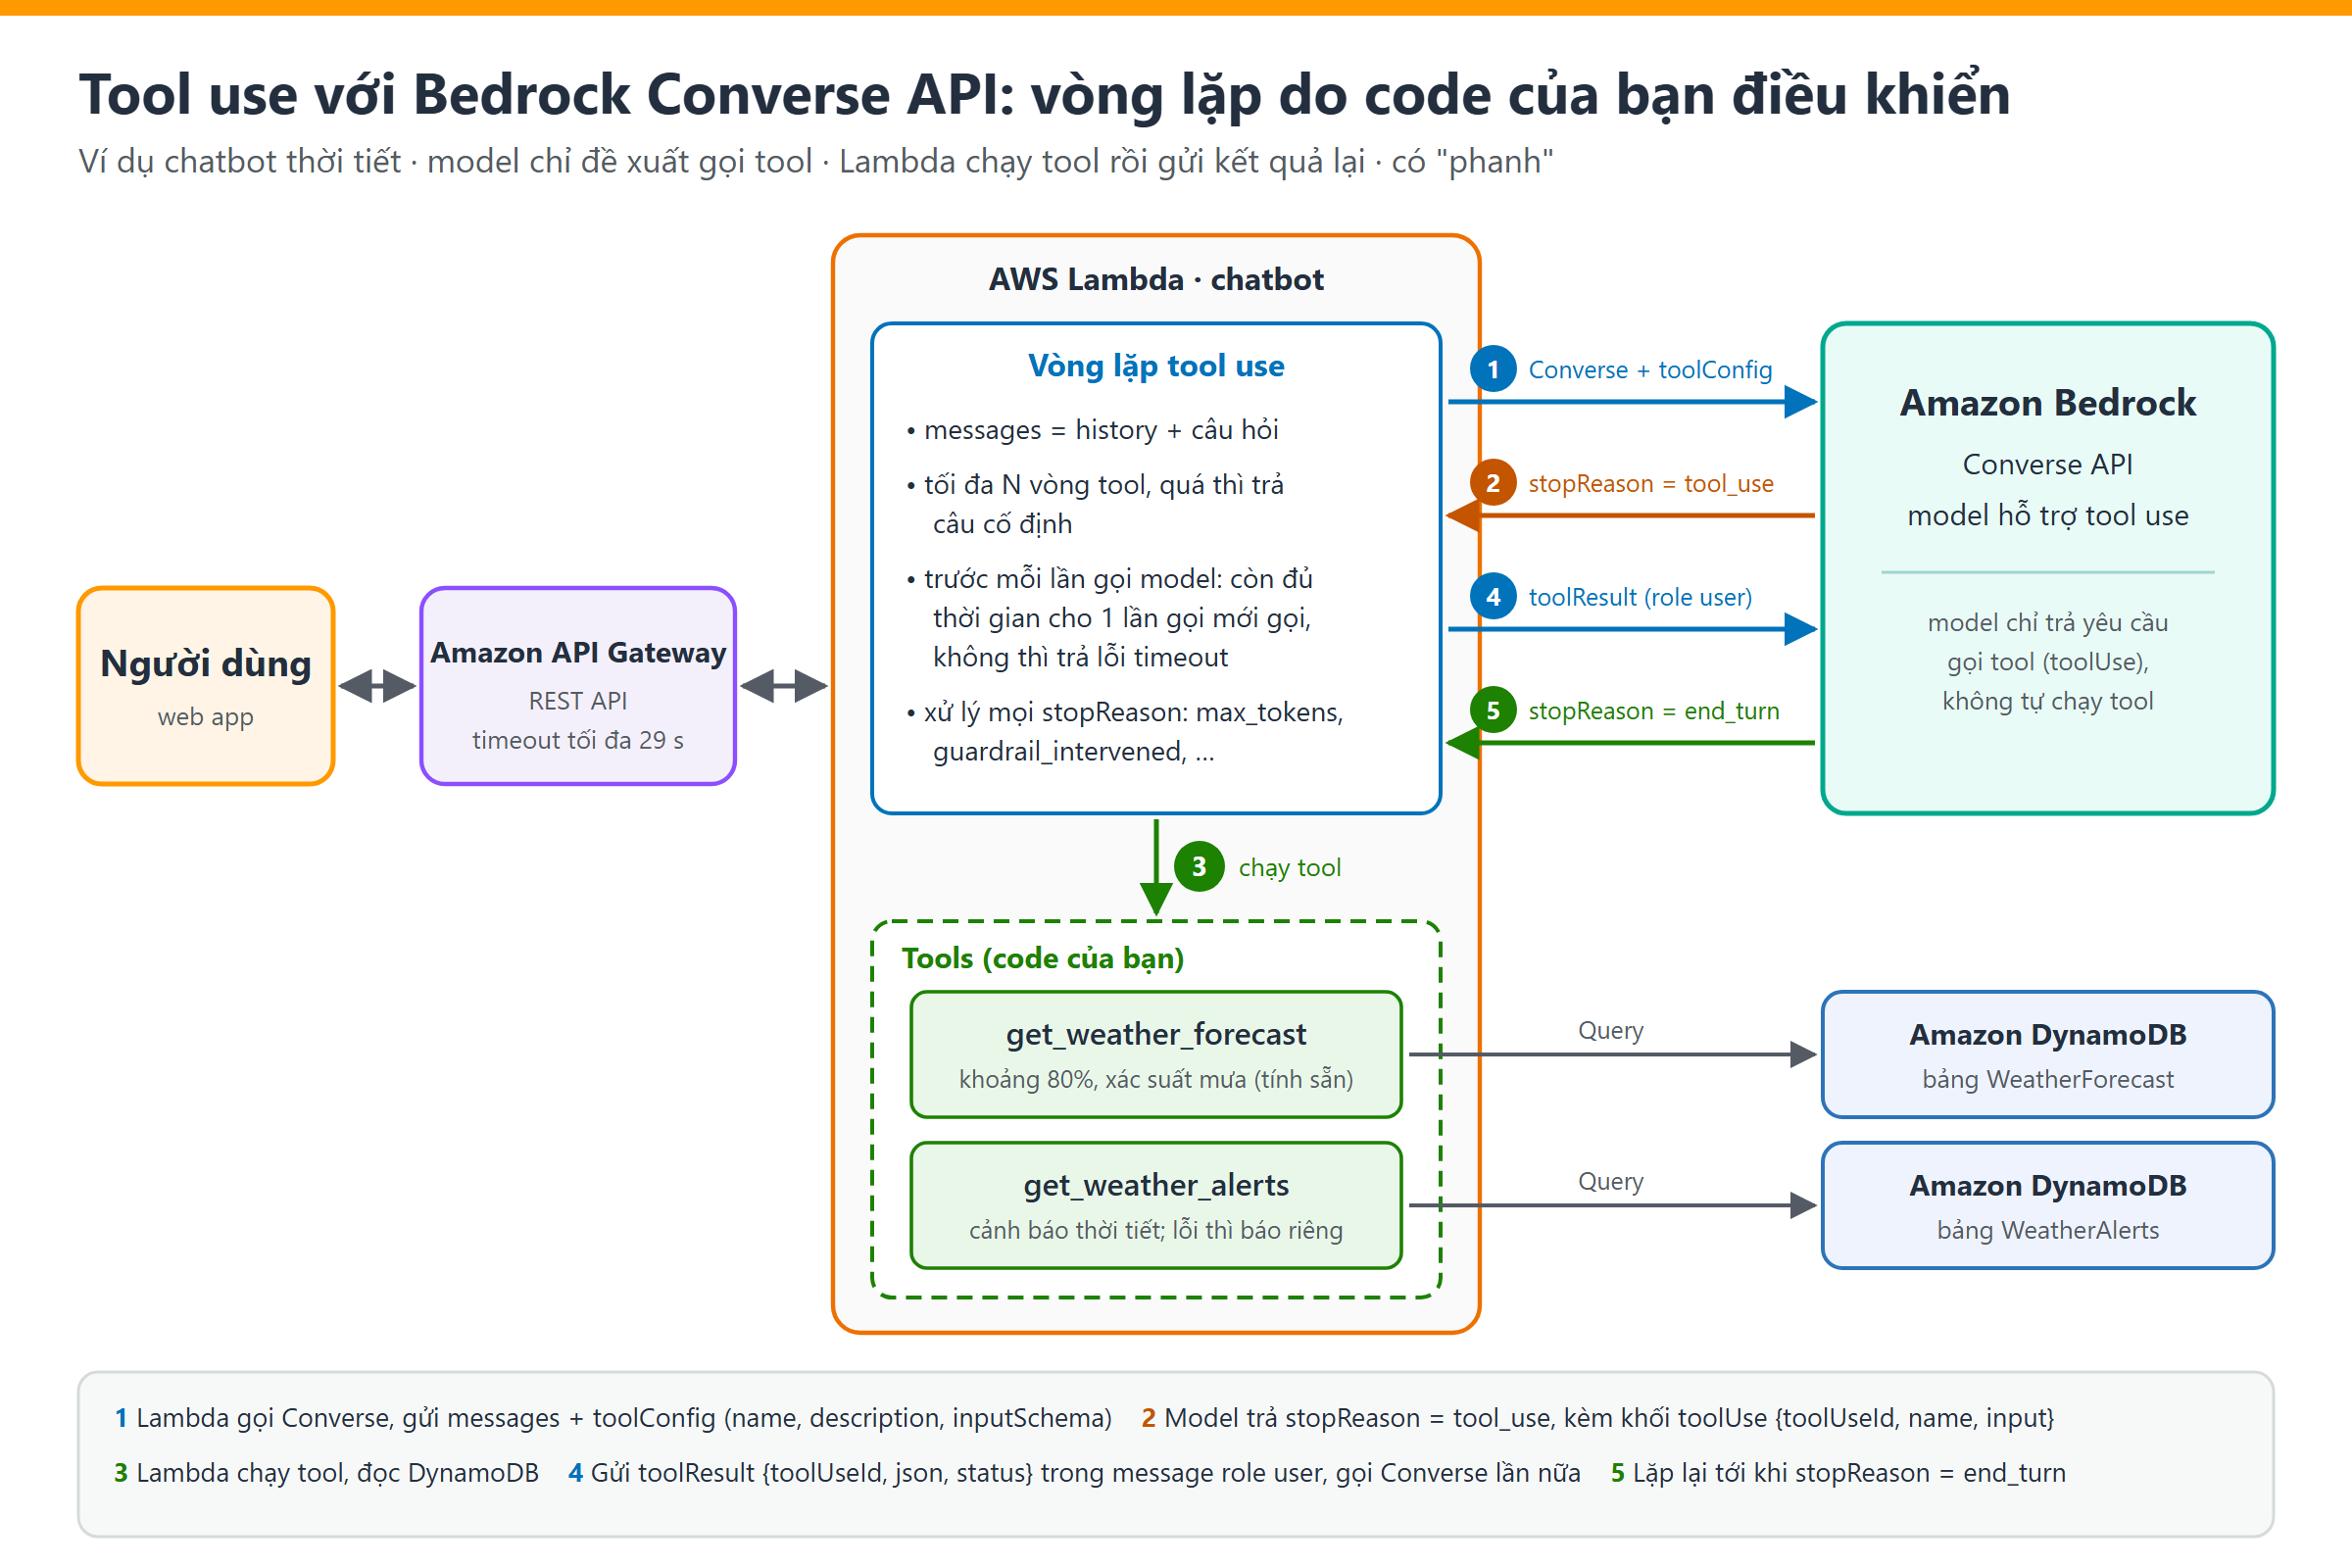 Tool use với Bedrock Converse API: vòng lặp do code của bạn điều khiển
Ví dụ chatbot thời tiết · model chỉ đề xuất gọi tool · Lambda chạy tool rồi gửi kết quả lại · có "phanh"
Người dùng
web app
Amazon API Gateway
REST API
timeout tối đa 29 s
AWS Lambda · chatbot
Vòng lặp tool use
• messages = history + câu hỏi
• tối đa N vòng tool, quá thì trả
câu cố định
• trước mỗi lần gọi model: còn đủ
thời gian cho 1 lần gọi mới gọi,
không thì trả lỗi timeout
• xử lý mọi stopReason: max_tokens,
guardrail_intervened, ...
1 Converse + toolConfig
2 stopReason = tool_use
4 toolResult (role user)
5 stopReason = end_turn
Amazon Bedrock
Converse API
model hỗ trợ tool use
model chỉ trả yêu cầu
gọi tool (toolUse),
không tự chạy tool
3 chạy tool
Tools (code của bạn)
get_weather_forecast
khoảng 80%, xác suất mưa (tính sẵn)
Query
Amazon DynamoDB
bảng WeatherForecast
get_weather_alerts
cảnh báo thời tiết; lỗi thì báo riêng
Query
Amazon DynamoDB
bảng WeatherAlerts
1 Lambda gọi Converse, gửi messages + toolConfig (name, description, inputSchema) 2 Model trả stopReason = tool_use, kèm khối toolUse {toolUseId, name, input}
3 Lambda chạy tool, đọc DynamoDB 4 Gửi toolResult {toolUseId, json, status} trong message role user, gọi Converse lần nữa 5 Lặp lại tới khi stopReason = end_turn